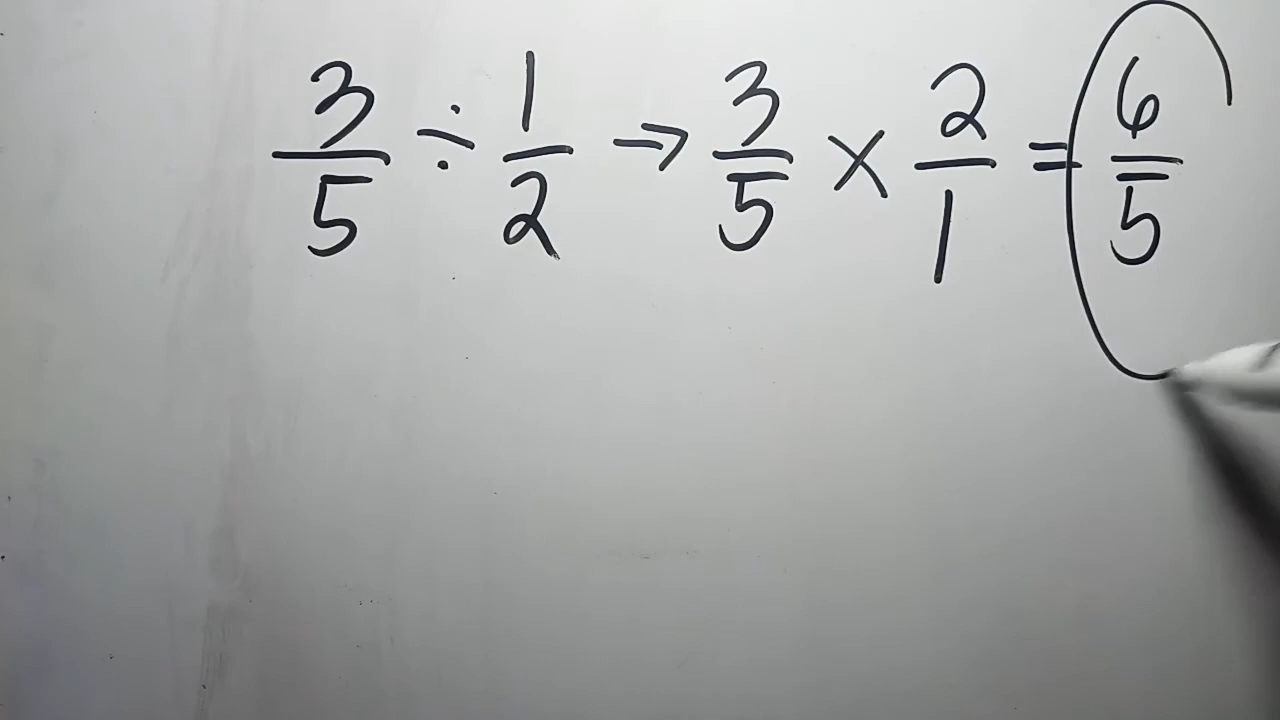 3/5 ÷ 1/2 → 3/5 × 2/1 = 6/5